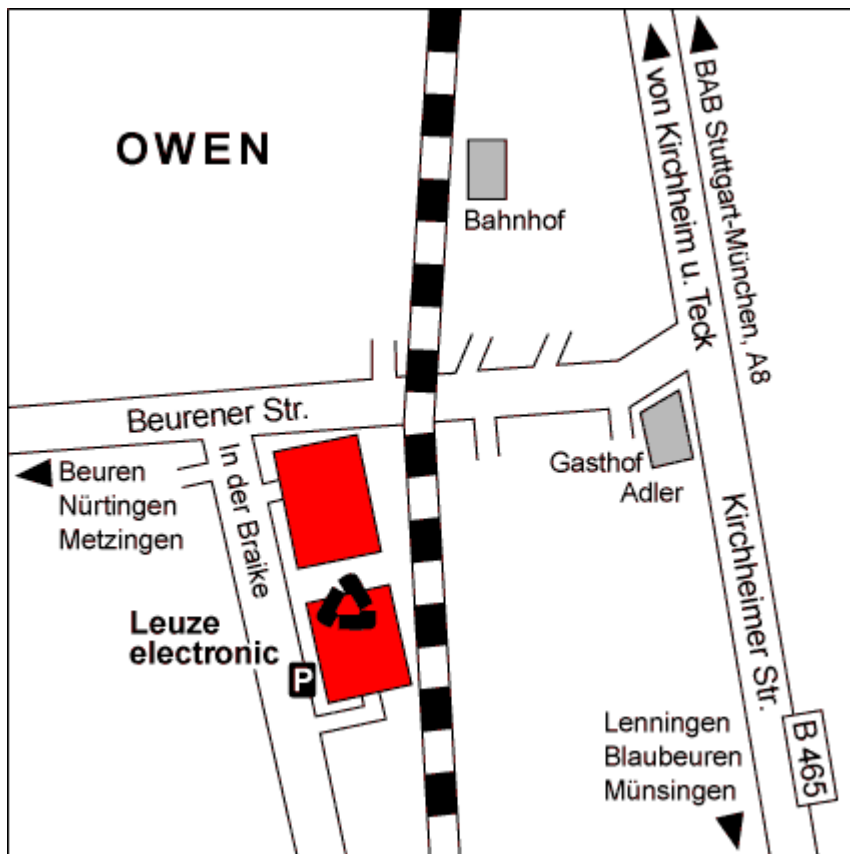 OWEN
Bahnhof
von Kirchheim u. Teck
BAB Stuttgart-München, A8
Beurener Str.
Beuren
Nürtingen
Metzingen
In der Braike
Gasthof
Adler
Kirchheimer Str.
Leuze
electronic
P
Lenningen
Blaubeuren
Münsingen
B 465